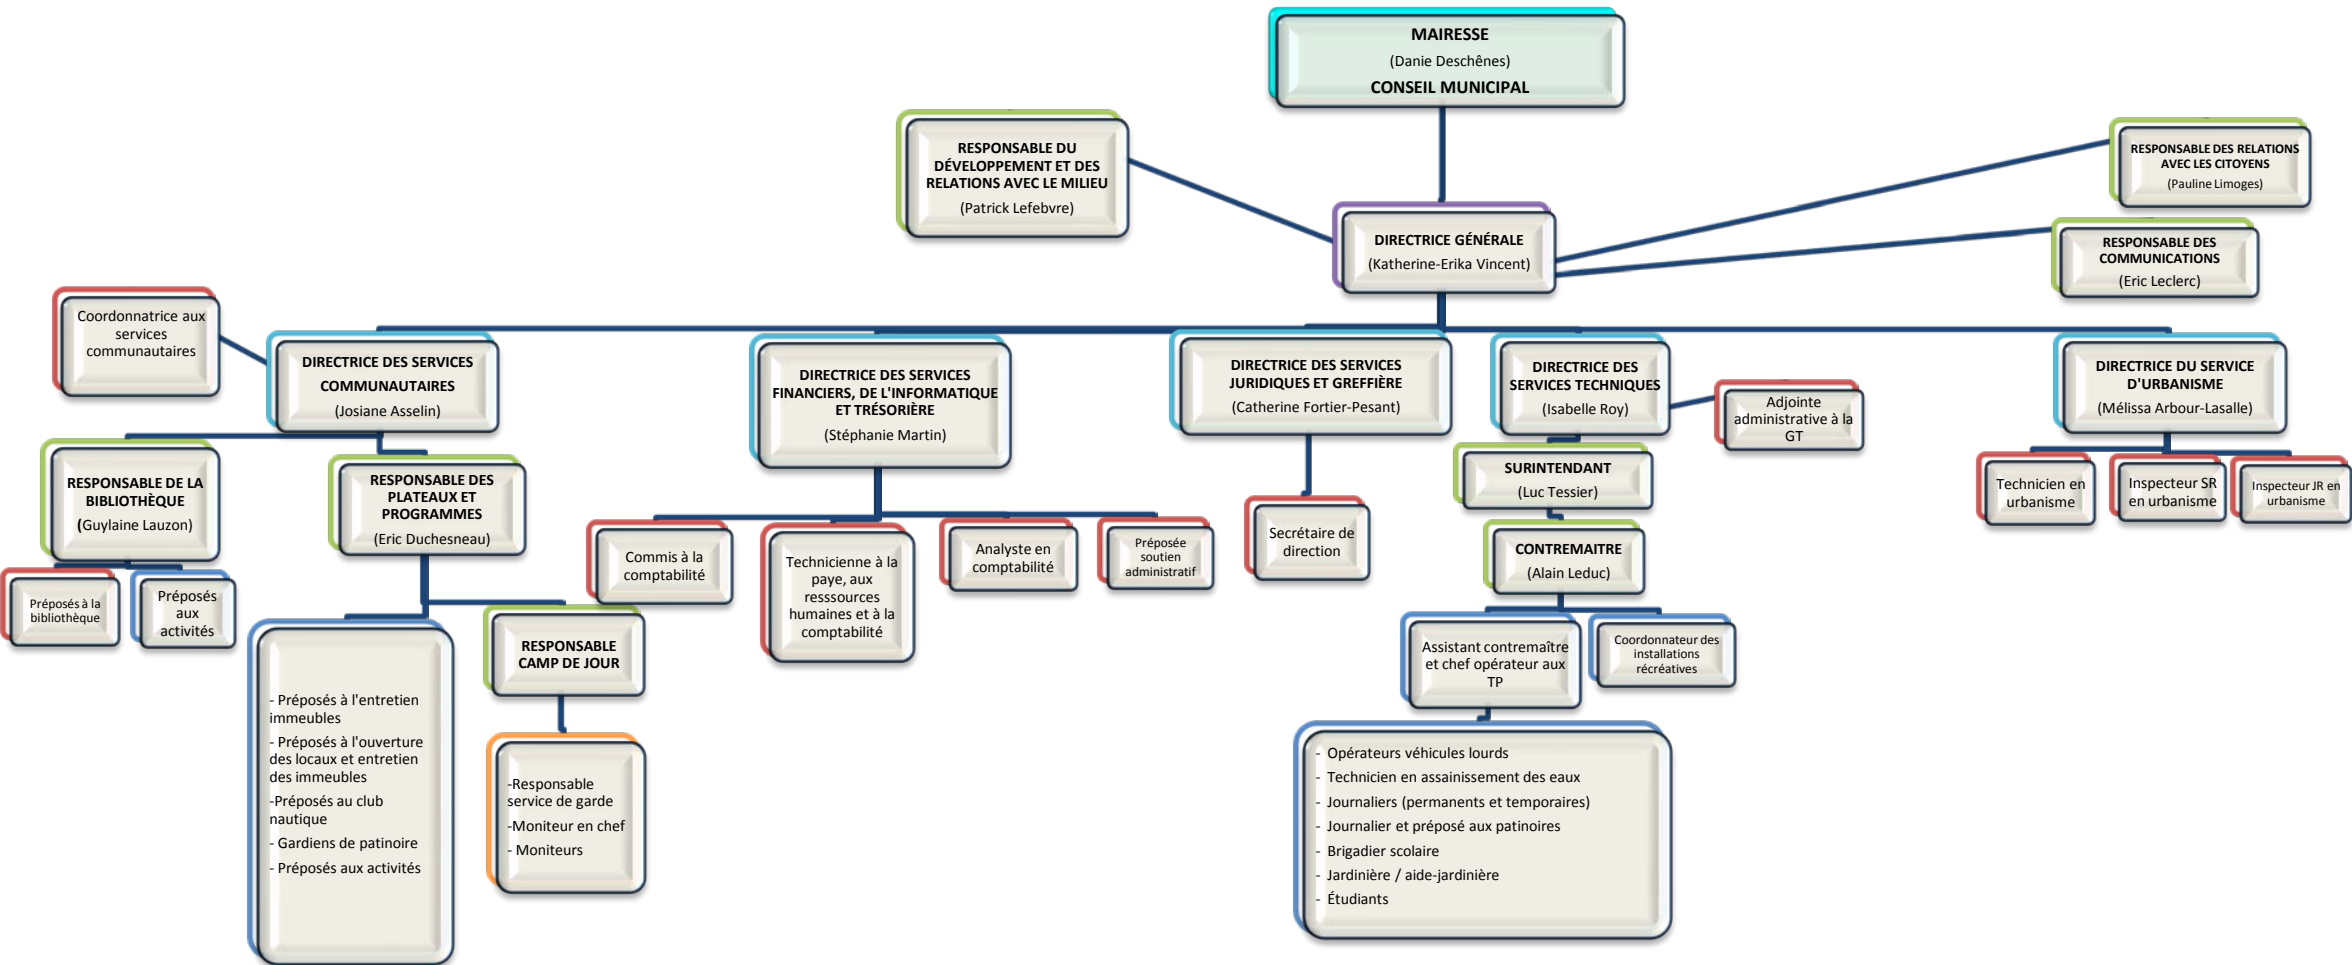 MAIRESSE
(Danie Deschênes)
CONSEIL MUNICIPAL
RESPONSABLE DU
DÉVELOPPEMENT ET DES
RELATIONS AVEC LE MILIEU
(Patrick Lefebvre)
RESPONSABLE DES RELATIONS
AVEC LES CITOYENS
(Pauline Limoges)
DIRECTRICE GÉNÉRALE
(Katherine-Erika Vincent)
RESPONSABLE DES
COMMUNICATIONS
(Eric Leclerc)
Coordonnatrice aux
services
communautaires
DIRECTRICE DES SERVICES
COMMUNAUTAIRES
(Josiane Asselin)
DIRECTRICE DES SERVICES
FINANCIERS, DE L'INFORMATIQUE
ET TRÉSORIÈRE
(Stéphanie Martin)
DIRECTRICE DES SERVICES
JURIDIQUES ET GREFFIÈRE
(Catherine Fortier-Pesant)
DIRECTRICE DES
SERVICES TECHNIQUES
(Isabelle Roy)
Adjointe
administrative à la
GT
DIRECTRICE DU SERVICE
D'URBANISME
(Mélissa Arbour-Lasalle)
RESPONSABLE DE LA
BIBLIOTHÈQUE
(Guylaine Lauzon)
RESPONSABLE DES
PLATEAUX ET
PROGRAMMES
(Eric Duchesneau)
SURINTENDANT
(Luc Tessier)
Technicien en
urbanisme
Inspecteur SR
en urbanisme
Inspecteur JR en
urbanisme
Commis à la
comptabilité
Technicienne à la
paye, aux
resssources
humaines et à la
comptabilité
Analyste en
comptabilité
Préposée
soutien
administratif
Secrétaire de
direction
CONTREMAITRE
(Alain Leduc)
Préposés à la
bibliothèque
Préposés
aux
activités
- Préposés à l'entretien
immeubles
- Préposés à l'ouverture
des locaux et entretien
des immeubles
-Préposés au club
nautique
- Gardiens de patinoire
- Préposés aux activités
RESPONSABLE
CAMP DE JOUR
-Responsable
service de garde
-Moniteur en chef
- Moniteurs
Assistant contremaître
et chef opérateur aux
TP
Coordonnateur des
installations
récréatives
- Opérateurs véhicules lourds
- Technicien en assainissement des eaux
- Journaliers (permanents et temporaires)
- Journalier et préposé aux patinoires
- Brigadier scolaire
- Jardinière / aide-jardinière
- Étudiants